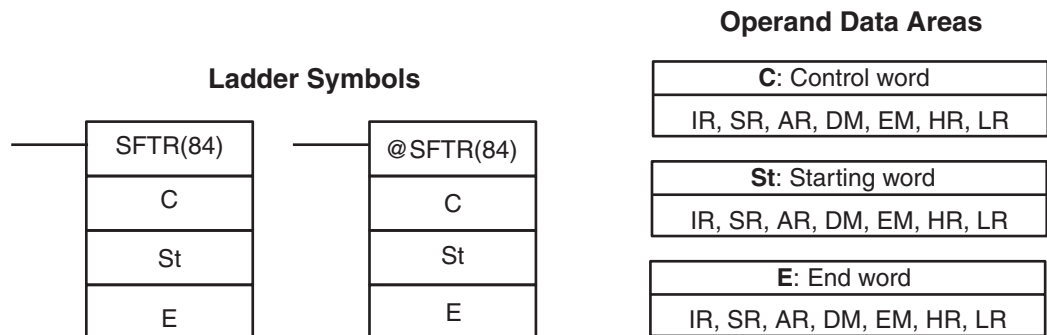 Ladder Symbols
SFTR(84)
C
St
E
@SFTR(84)
C
St
E
Operand Data Areas
C: Control word
IR, SR, AR, DM, EM, HR, LR
St: Starting word
IR, SR, AR, DM, EM, HR, LR
E: End word
IR, SR, AR, DM, EM, HR, LR